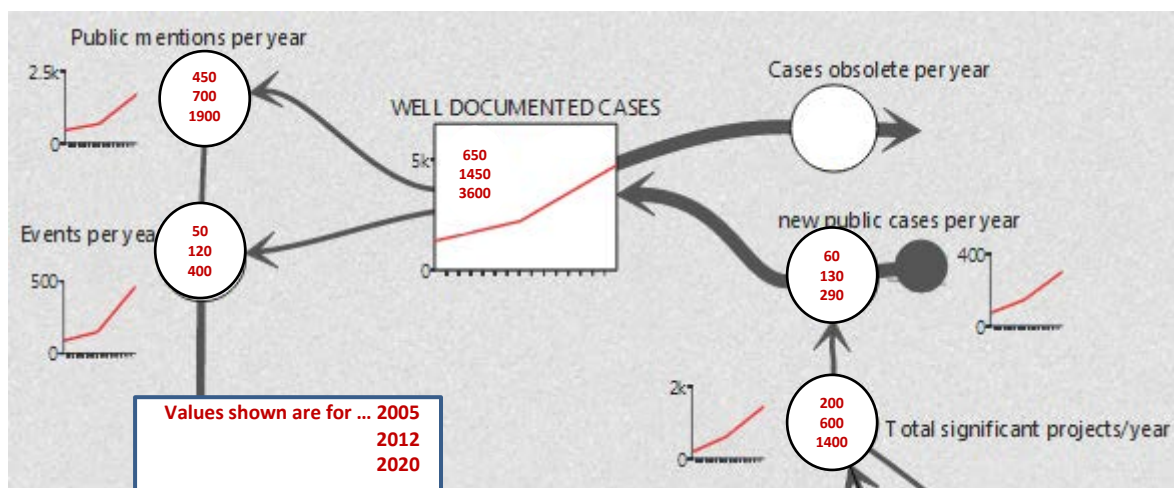 Public mentions per year
2.5k
0
450
700
1900
WELL DOCUMENTED CASES
5k
0
650
1450
3600
Cases obsolete per year
Events per yea
500
0
50
120
400
new public cases per year
60
130
290
400
0
Values shown are for ... 2005
2012
2020
2k
0
200
600
1400
Total significant projects/year